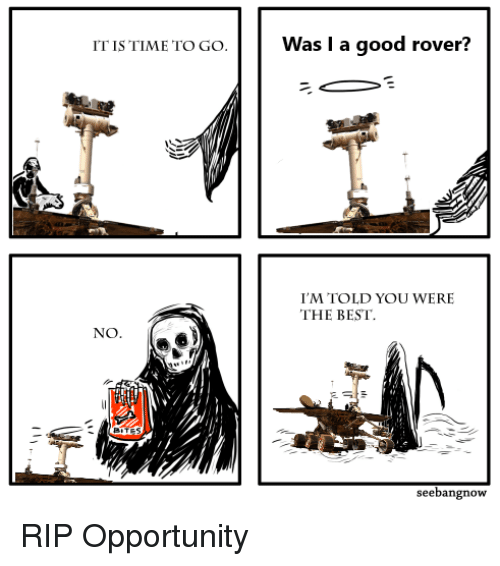 IT IS TIME TO GO.
Was I a good rover?
NO.
BITES
I'M TOLD YOU WERE
THE BEST.
seebangnow
RIP Opportunity